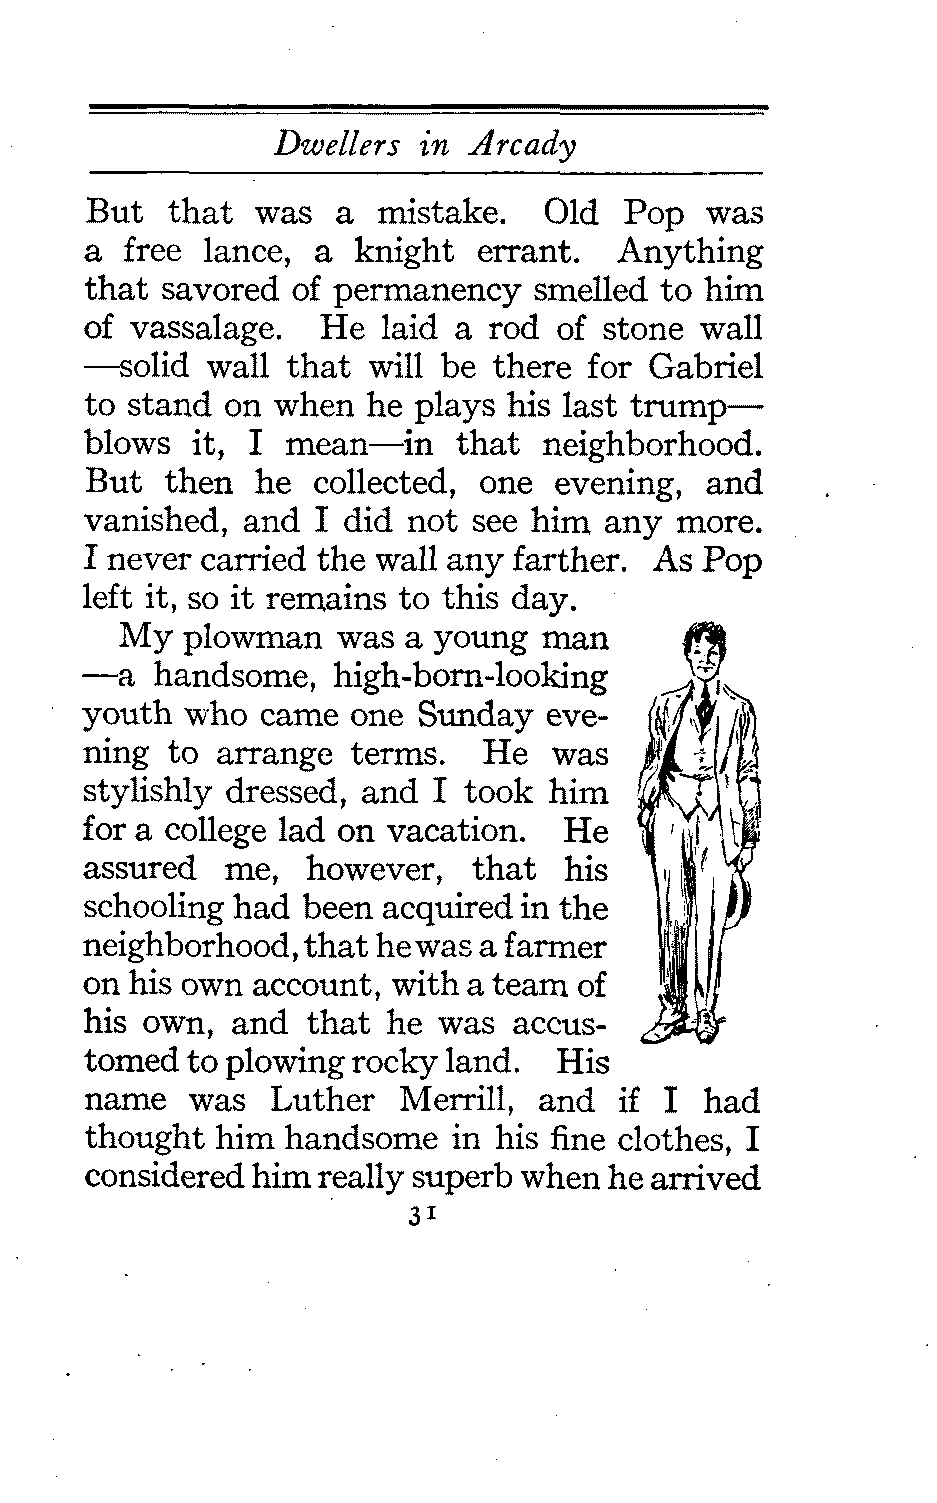 Dwellers in Arcady
But that was a mistake. Old Pop was
a free lance, a knight errant. Anything
that savored of permanency smelled to him
of vassalage. He laid a rod of stone wall
—solid wall that will be there for Gabriel
to stand on when he plays his last trump—
blows it, I mean—in that neighborhood.
But then he collected, one evening, and
vanished, and I did not see him any more.
I never carried the wall any farther. As Pop
left it, so it remains to this day.
My plowman was a young man
—a handsome, high-born-looking
youth who came one Sunday eve-
ning to arrange terms. He was
stylishly dressed, and I took him
for a college lad on vacation. He
assured me, however, that his
schooling had been acquired in the
neighborhood, that he was a farmer
on his own account, with a team of
his own, and that he was accus-
tomed to plowing rocky land. His
name was Luther Merrill, and if I had
thought him handsome in his fine clothes, I
considered him really superb when he arrived
31